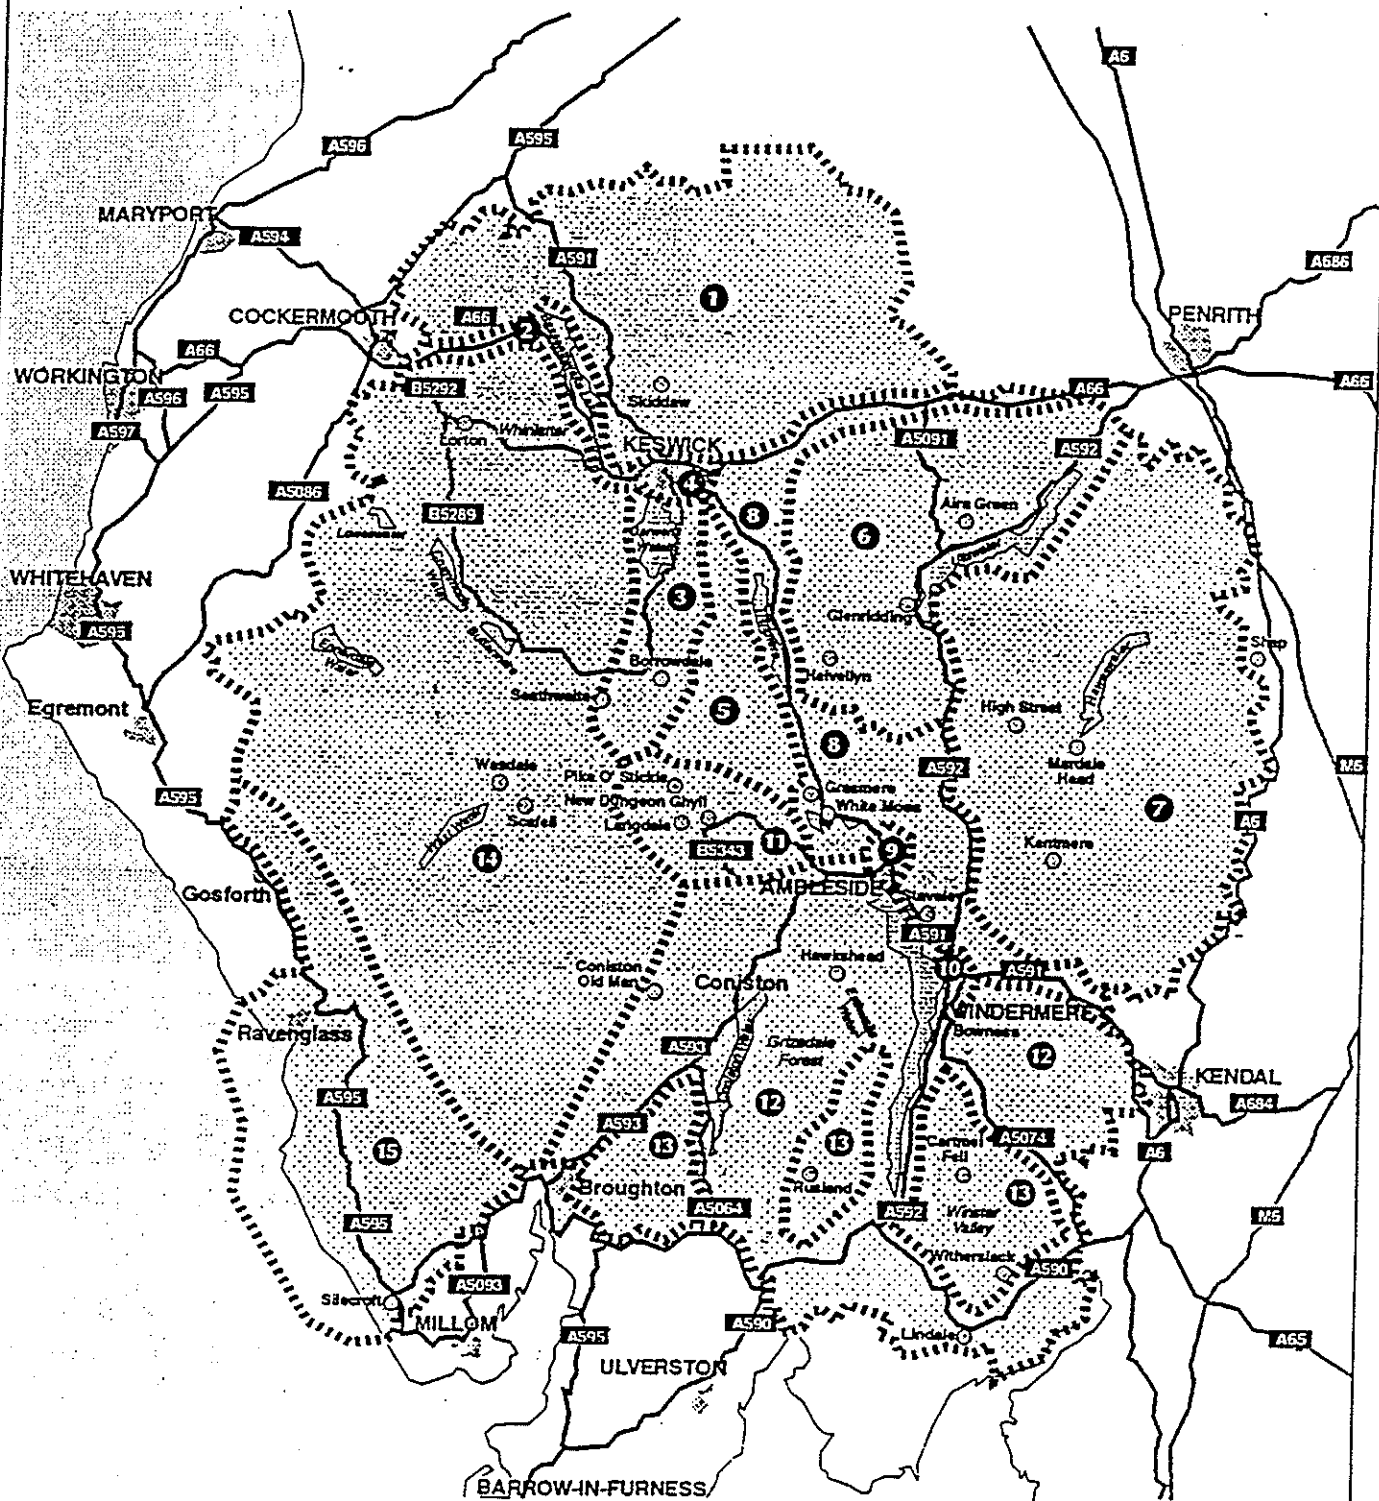 A6
A596
A595
MARYPORT
A594
A591
A686
1
COCKERMOUTH
A66
2
PENRITH
A66
WORKINGTON
A596
A595
B5292
A66
A66
Skiddaw
A597
Lorton
Whinlatter
KESWICK
A5091
A592
A5086
4
B5289
8
Aira Green
6
Loweswater
WHITEHAVEN
3
Glenridding
A595
Shap
Borrowdale
Helvellyn
Seathwaite
Egremont
5
High Street
8
Mardale
Head
Wasdale
Pike O' Stickle
A592
M6
A595
Scafell
New Dungeon Ghyll
Grasmere
White Moss
7
Langdale
A6
14
B5343
11
9
Kentmere
AMBLESIDE
Gosforth
A591
Hawkshead
Coniston
Old Man
Coniston
10
A591
Ravenglass
WINDERMERE
Bowness
A593
Grizedale
Forest
12
KENDAL
A595
12
A684
A593
15
13
13
Cartmel
Fell
A5074
A6
Broughton
Rusland
13
A595
A5064
A592
Winster
Valley
M6
Witherslack
A590
Silecroft
A5093
MILLOM
A595
A590
Lindale
A65
ULVERSTON
BARROW-IN-FURNESS